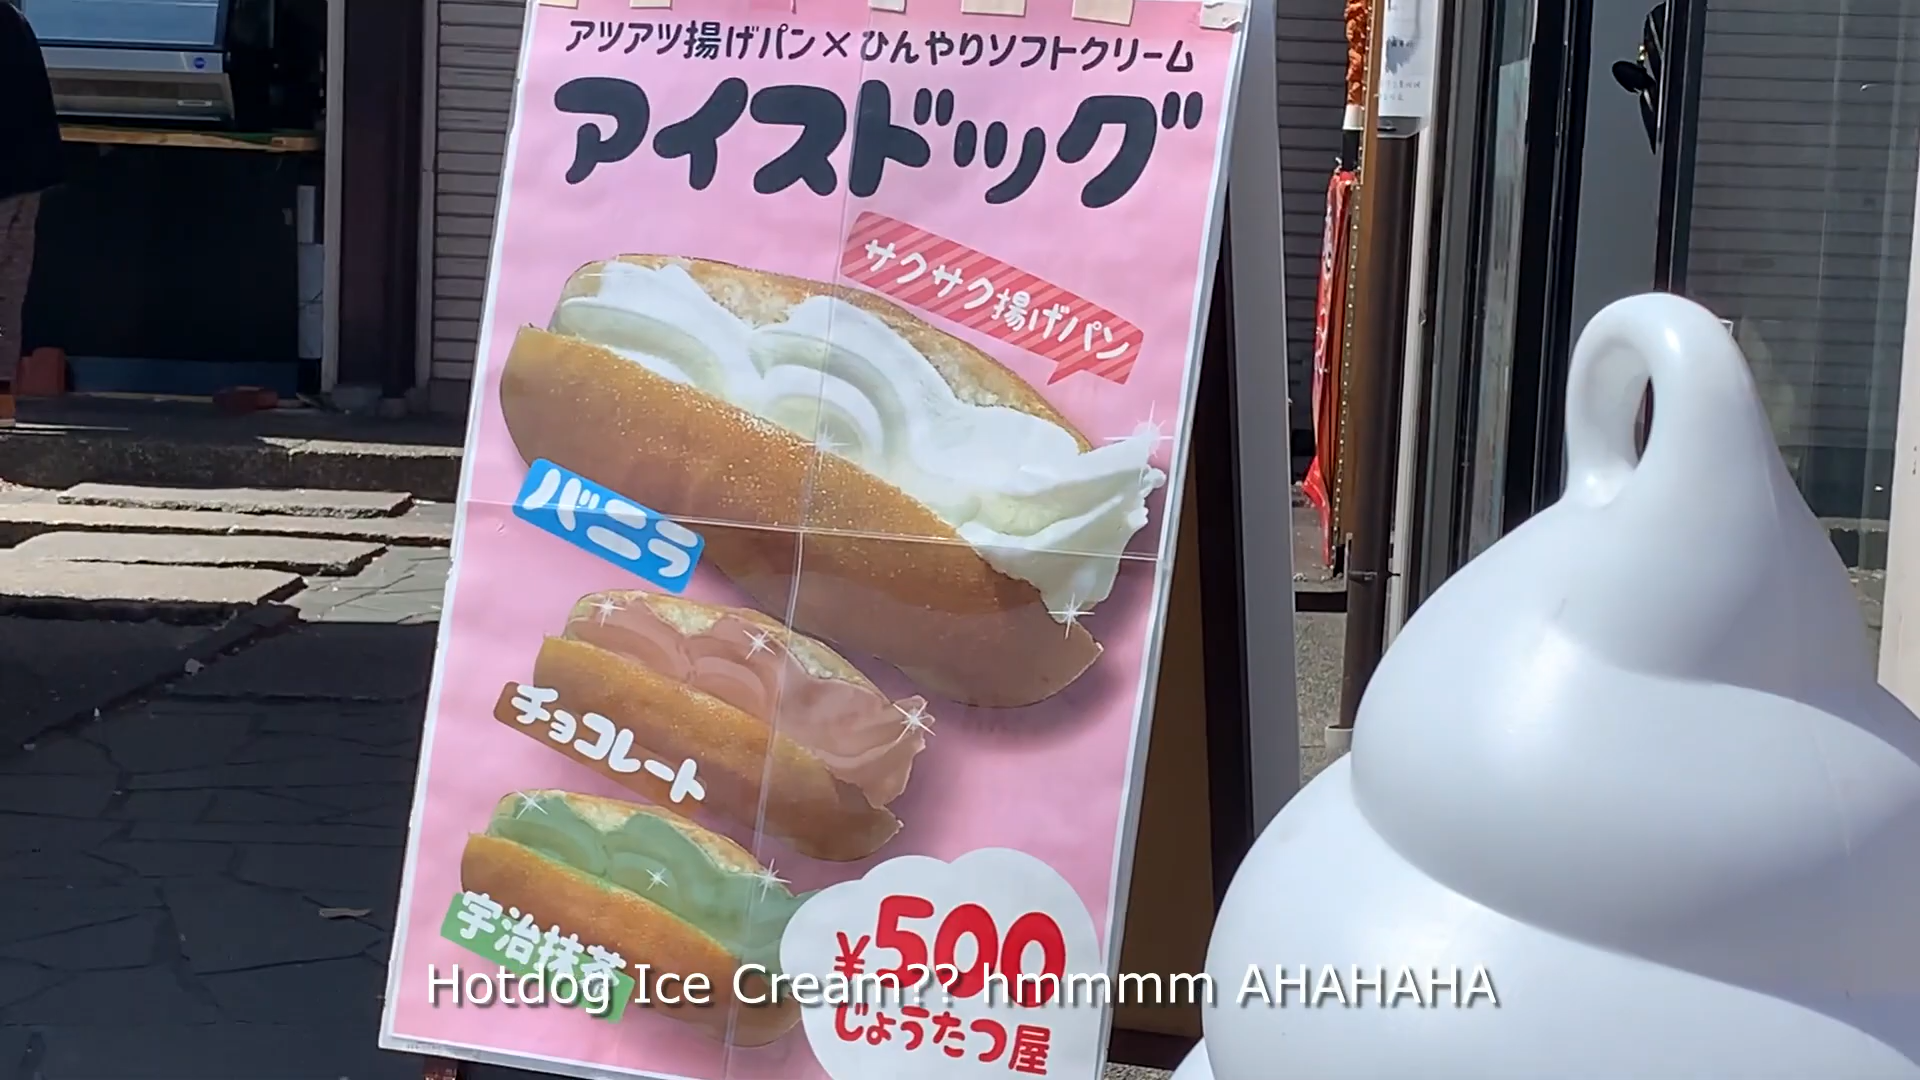 アツアツ揚げパン×ひんやりソフトクリーム
アイスドッグ
サクサク揚げパン
バニラ
チョコレート
宇治抹茶
¥500
じょうたつ屋
Hotdog Ice Cream?? hmmmm AHAHAHA